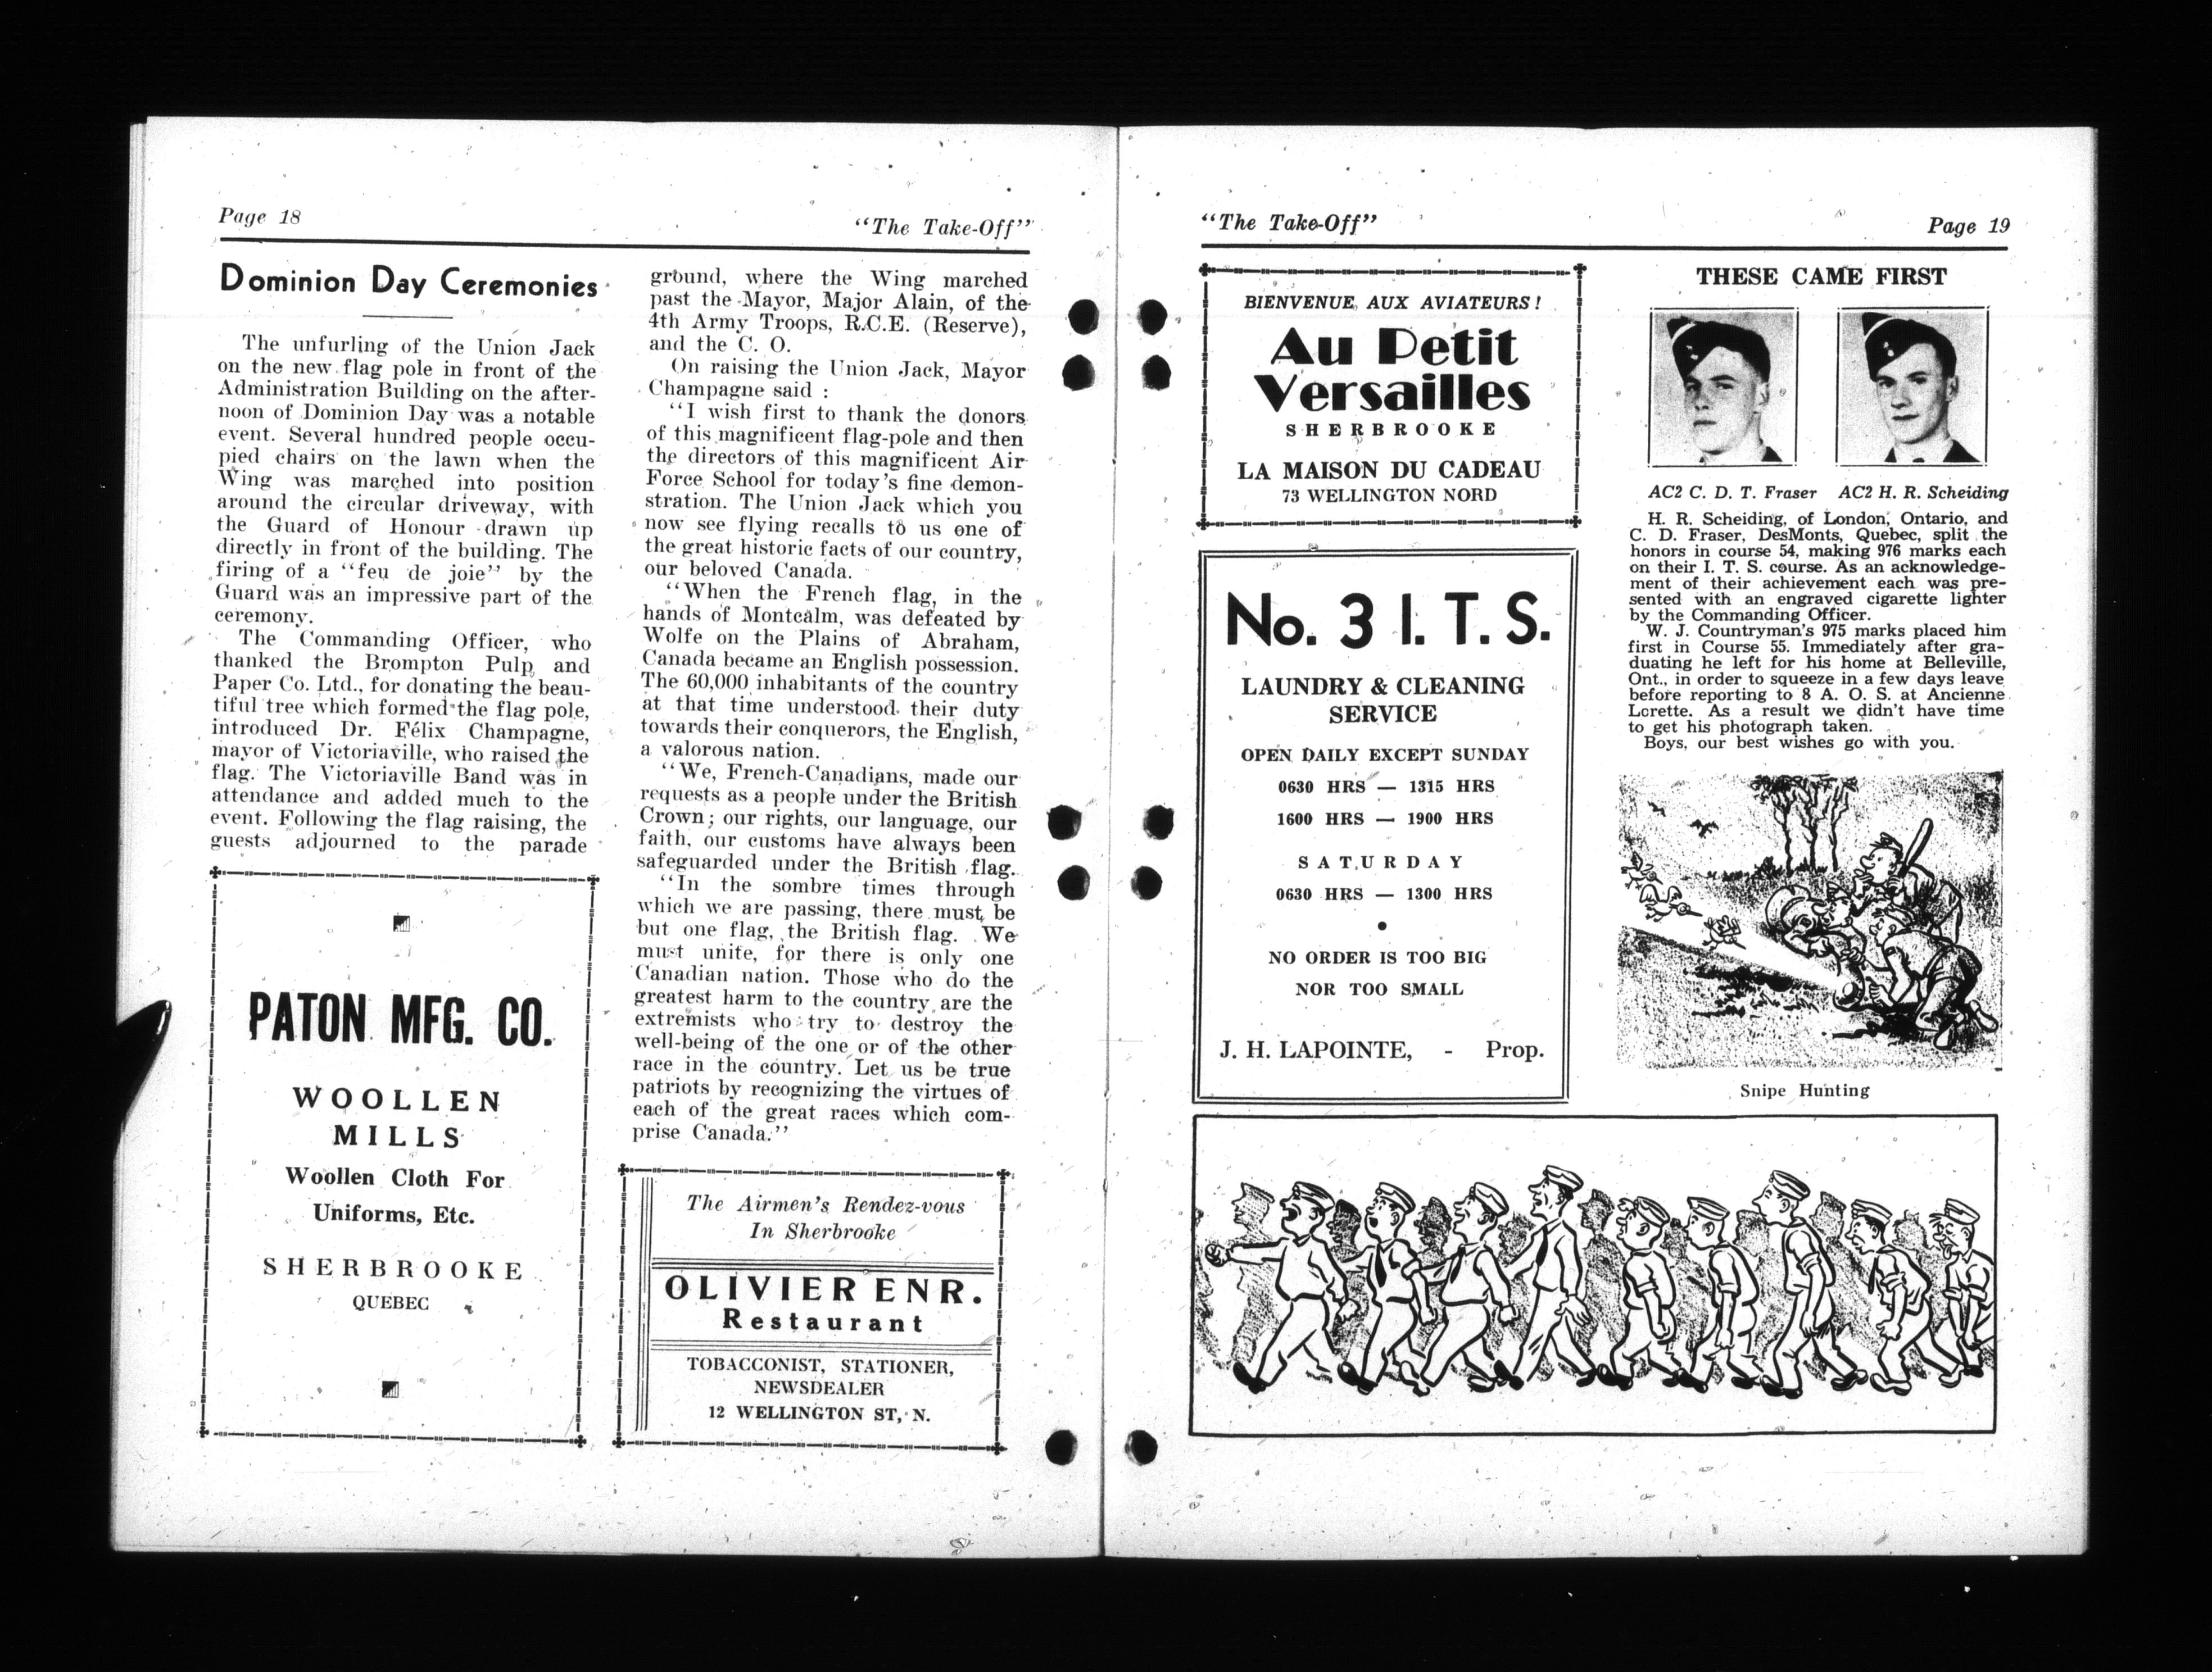 Page 18
"The Take-Off"
Dominion Day Ceremonies
The unfurling of the Union Jack
on the new flag pole in front of the
Administration Building on the after-
noon of Dominion Day was a notable
event. Several hundred people occu-
pied chairs on the lawn when the
Wing was marched into position
around the circular driveway, with
the Guard of Honour drawn up
directly in front of the building. The
firing of a "feu de joie" by the
Guard was an impressive part of the
ceremony.
The Commanding Officer, who
thanked the Brompton Pulp and
Paper Co. Ltd., for donating the beau-
tiful tree which formed the flag pole,
introduced Dr. Félix Champagne,
mayor of Victoriaville, who raised the
flag. The Victoriaville Band was in
attendance and added much to the
event. Following the flag raising, the
guests adjourned to the parade
PATON MFG. CO.
WOOLLEN
MILLS
Woollen Cloth For
Uniforms, Etc.
SHERBROOKE
QUEBEC
ground, where the Wing marched
past the Mayor, Major Alain, of the
4th Army Troops, R.C.E. (Reserve),
and the C. O.
On raising the Union Jack, Mayor
Champagne said :
"I wish first to thank the donors
of this magnificent flag-pole and then
the directors of this magnificent Air
Force School for today's fine demon-
stration. The Union Jack which you
now see flying recalls to us one of
the great historic facts of our country,
our beloved Canada.
"When the French flag, in the
hands of Montcalm, was defeated by
Wolfe on the Plains of Abraham,
Canada became an English possession.
The 60,000 inhabitants of the country
at that time understood their duty
towards their conquerors, the English,
a valorous nation.
"We, French-Canadians, made our
requests as a people under the British
Crown; our rights, our language, our
faith, our customs have always been
safeguarded under the British flag.
"In the sombre times through
which we are passing, there must be
but one flag, the British flag. We
must unite, for there is only one
Canadian nation. Those who do the
greatest harm to the country are the
extremists who try to destroy the
well-being of the one or of the other
race in the country. Let us be true
patriots by recognizing the virtues of
each of the great races which com-
prise Canada."
The Airmen's Rendez-vous
In Sherbrooke
OLIVIER ENR.
Restaurant
TOBACCONIST, STATIONER,
NEWSDEALER
12 WELLINGTON ST, N.
"The Take-Off"
Page 19
BIENVENUE AUX AVIATEURS !
Au Petit
Versailles
SHERBROOKE
LA MAISON DU CADEAU
73 WELLINGTON NORD
No. 3 I. T. S.
LAUNDRY & CLEANING
SERVICE
OPEN DAILY EXCEPT SUNDAY
0630 HRS — 1315 HRS
1600 HRS — 1900 HRS
SATURDAY
0630 HRS — 1300 HRS
NO ORDER IS TOO BIG
NOR TOO SMALL
J. H. LAPOINTE, - Prop.
THESE CAME FIRST
AC2 C. D. T. Fraser AC2 H. R. Scheiding
H. R. Scheiding, of London, Ontario, and
C. D. Fraser, DesMonts, Quebec, split the
honors in course 54, making 976 marks each
on their I. T. S. course. As an acknowledge-
ment of their achievement each was pre-
sented with an engraved cigarette lighter
by the Commanding Officer.
W. J. Countryman's 975 marks placed him
first in Course 55. Immediately after gra-
duating he left for his home at Belleville,
Ont., in order to squeeze in a few days leave
before reporting to 8 A. O. S. at Ancienne
Lorette. As a result we didn't have time
to get his photograph taken.
Boys, our best wishes go with you.
Snipe Hunting